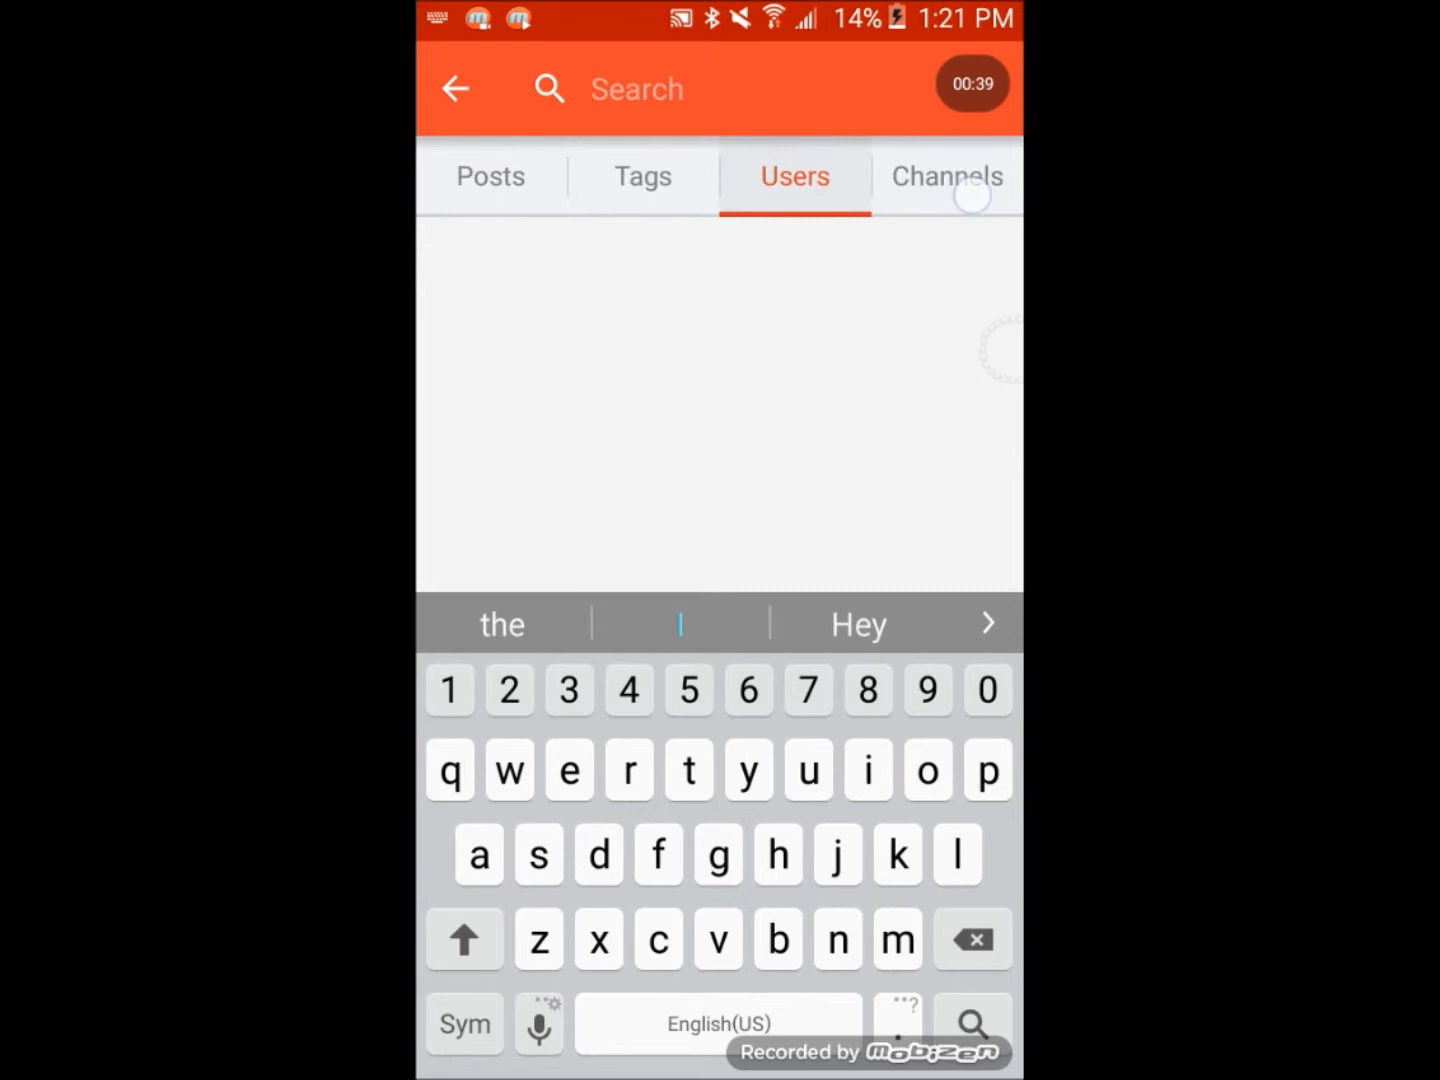 14% 1:21 PM
Search 00:39
Posts Tags Users Channels
the I Hey
1 2 3 4 5 6 7 8 9 0
q w e r t y u i o p
a s d f g h j k l
z x c v b n m
Sym English(US) . ?
Recorded by mobizen